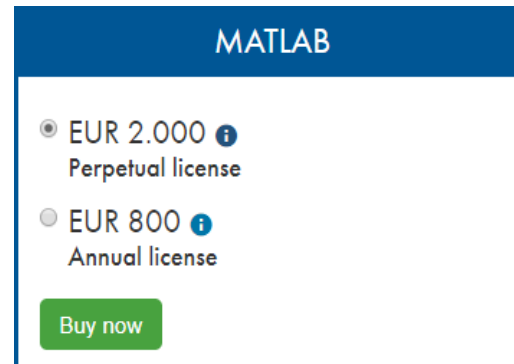 MATLAB
EUR 2.000
Perpetual license
EUR 800
Annual license
Buy now